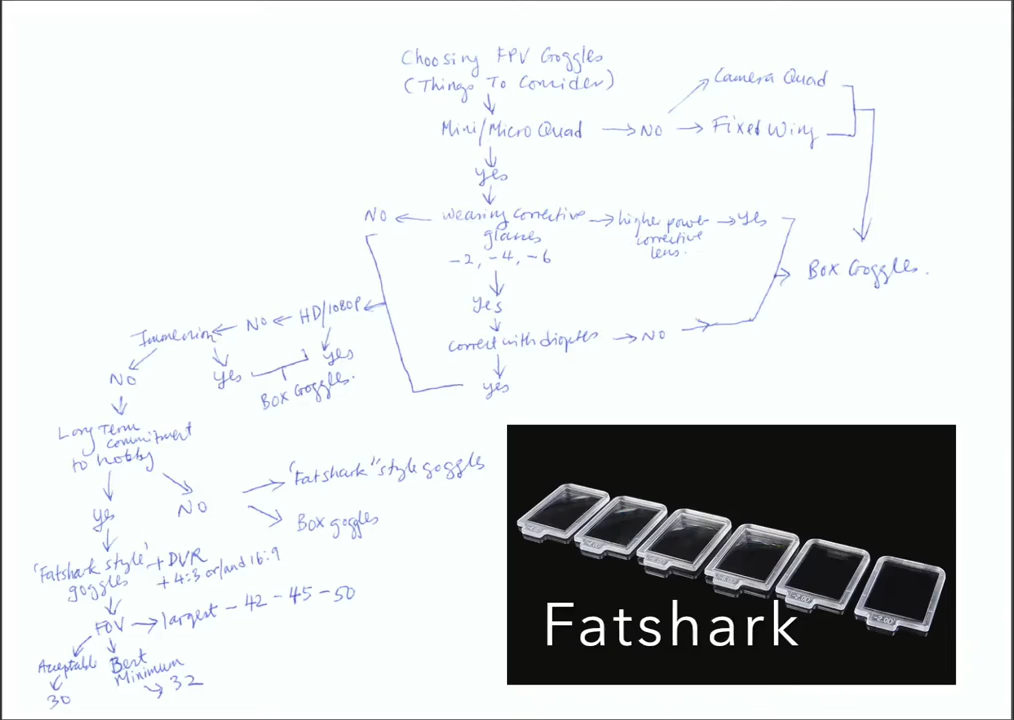 Choosing FPV Goggles
(Things To Consider)
Camera Quad
Mini/Micro Quad
NO
Fixed Wing
Yes
NO
wearing corrective
glasses
-2, -4, -6
higher power
corrective
lens.
Yes
Box Goggles.
Yes
correct with diopters
NO
Yes
HD/1080P
NO
Immersion
Yes
Yes
Box Goggles.
NO
Long Term
commitment
to hobby
NO
'Fatshark" style goggles
Box goggles
Yes
'Fatshark style'
goggles
+ DVR
+ 4:3 or/and 16:9
FOV
largest - 42 - 45 - 50
Acceptable
30
Best
Minimum
32
Fatshark